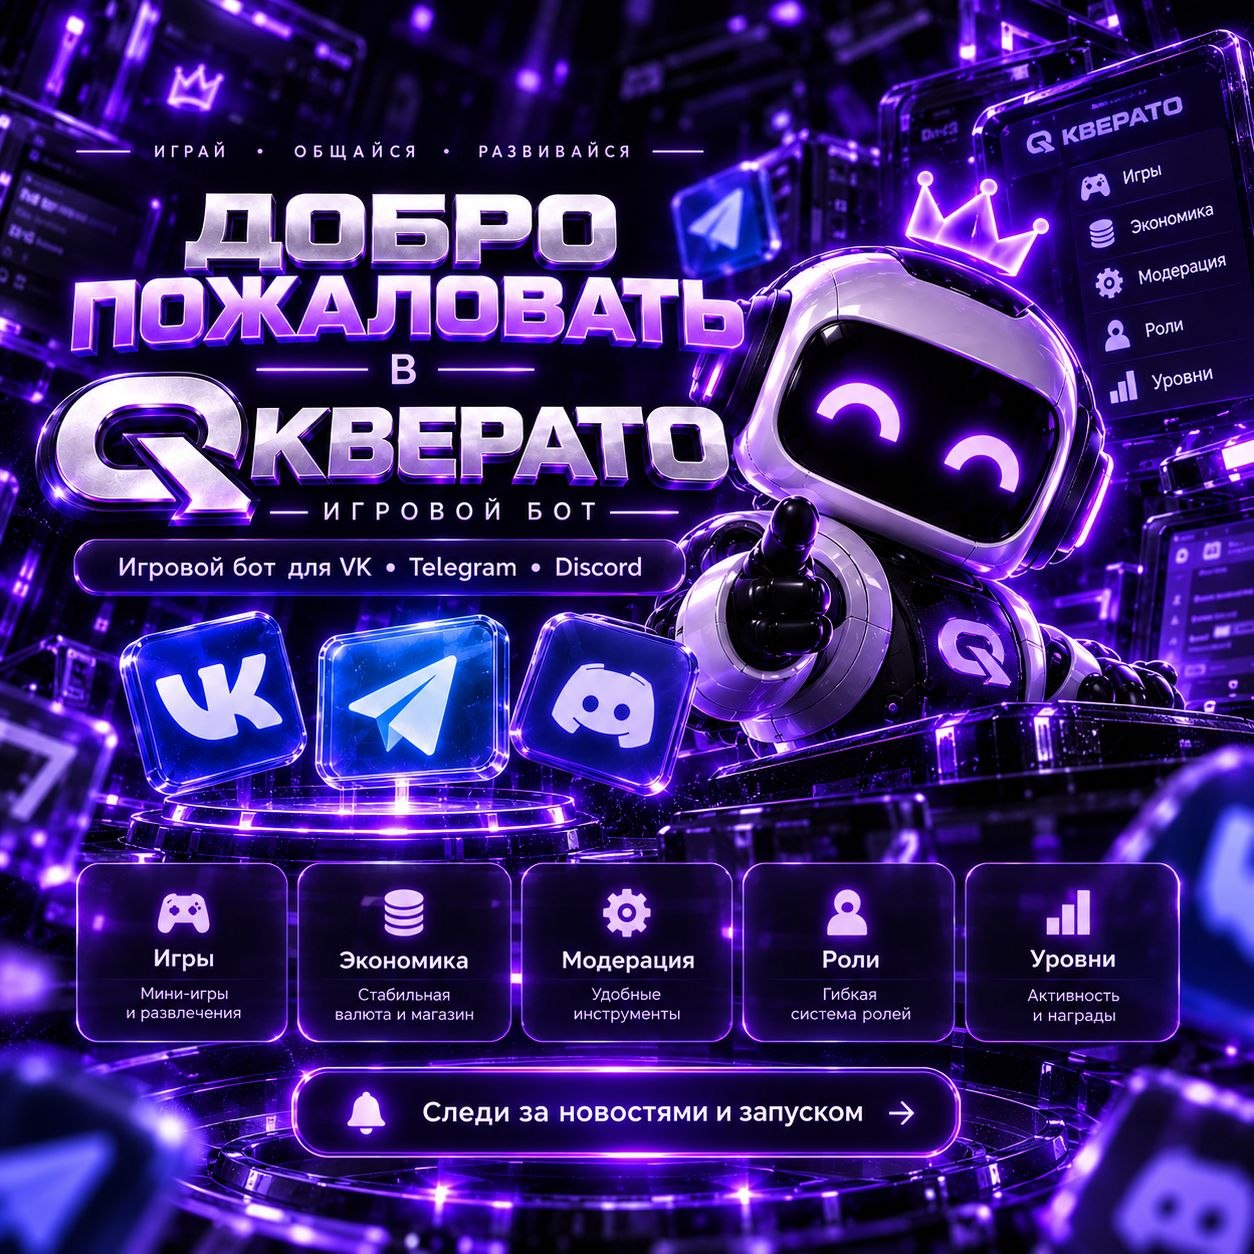 ИГРАЙ • ОБЩАЙСЯ • РАЗВИВАЙСЯ
ДОБРО
ПОЖАЛОВАТЬ
В
КВЕРАТО
ИГРОВОЙ БОТ
Игровой бот для VK • Telegram • Discord
VK
КВЕРАТО
Игры
Экономика
Модерация
Роли
Уровни
Игры
Мини-игры
и развлечения
Экономика
Стабильная
валюта и магазин
Модерация
Удобные
инструменты
Роли
Гибкая
система ролей
Уровни
Активность
и награды
Следи за новостями и запуском →